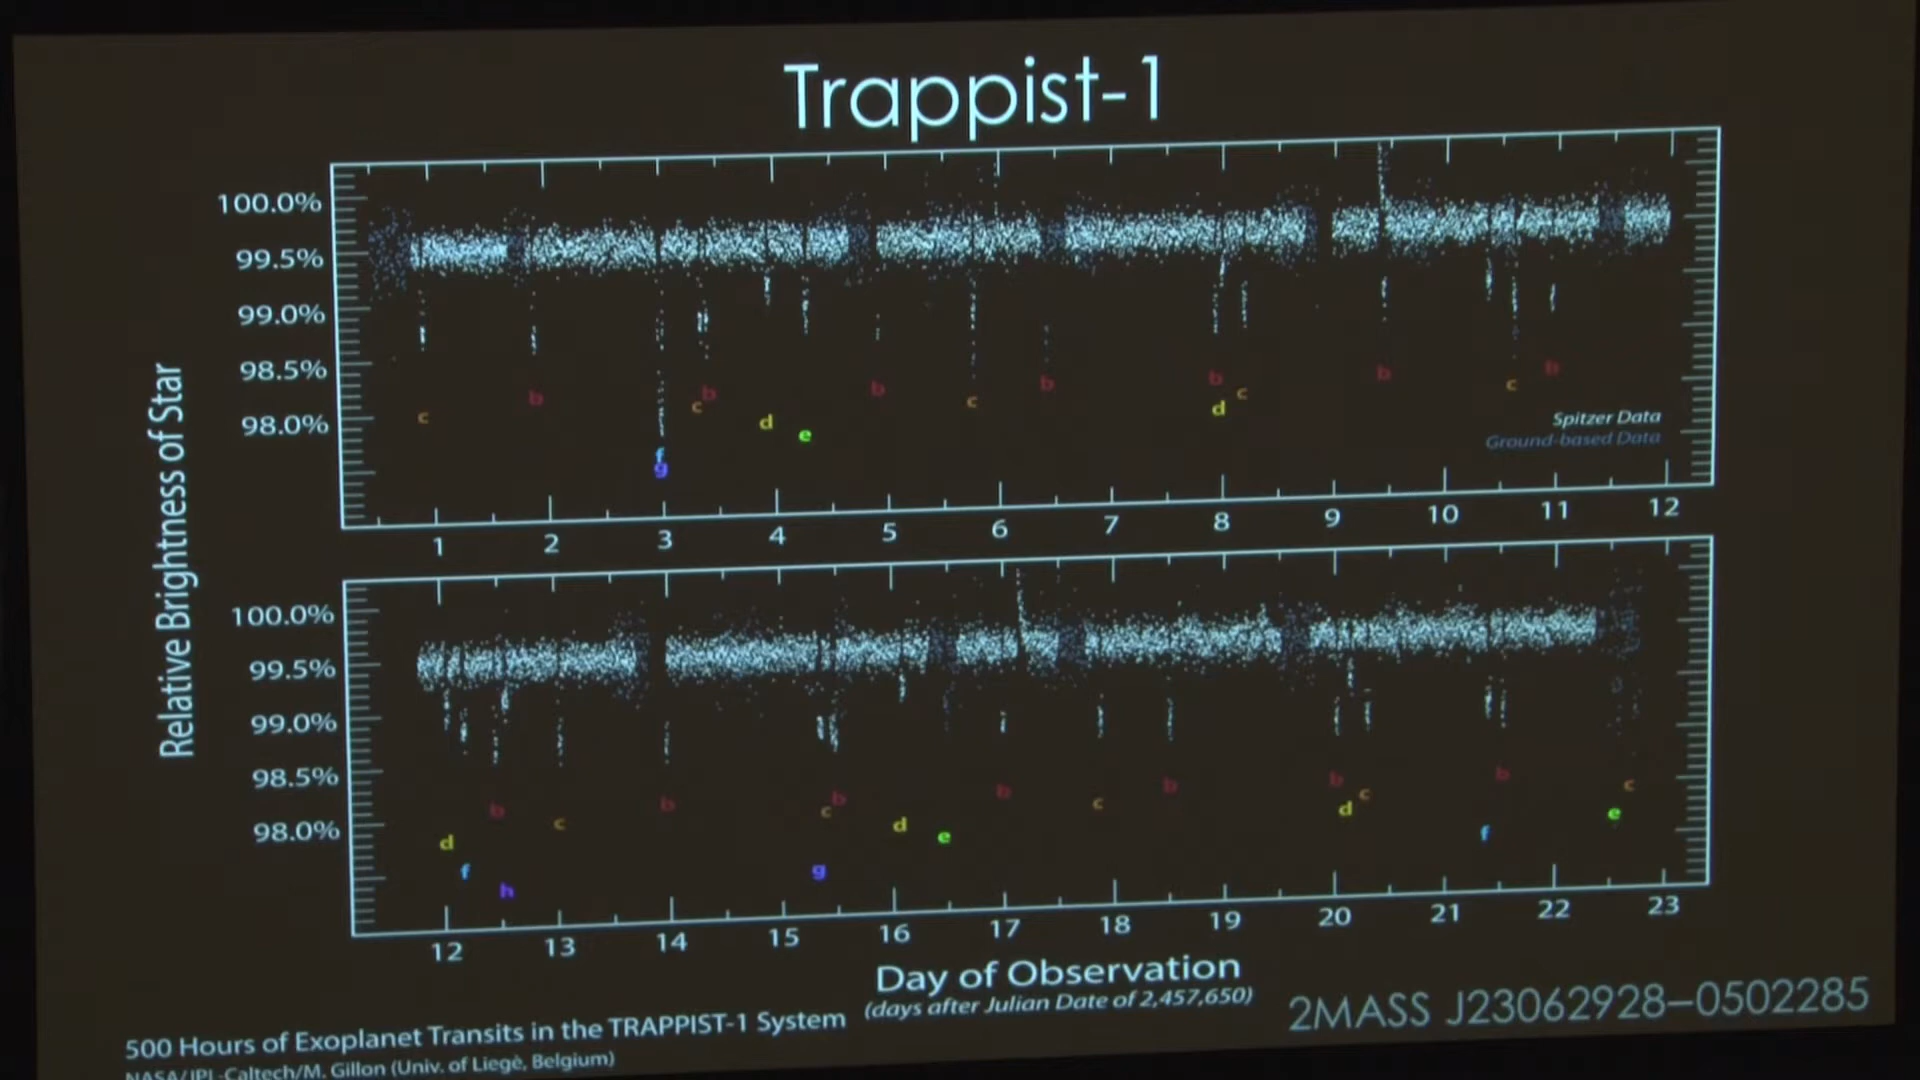 Trappist-1
100.0%
99.5%
99.0%
98.5%
98.0%
c b f g c b d e b c b b d c b c b
Spitzer Data
Ground-based Data
1 2 3 4 5 6 7 8 9 10 11 12
Relative Brightness of Star
100.0%
99.5%
99.0%
98.5%
98.0%
d f b h c b g c b d e b c b b d c f b e c
12 13 14 15 16 17 18 19 20 21 22 23
Day of Observation
(days after Julian Date of 2,457,650)
500 Hours of Exoplanet Transits in the TRAPPIST-1 System
NASA/JPL-Caltech/M. Gillon (Univ. of Liegè, Belgium)
2MASS J23062928–0502285